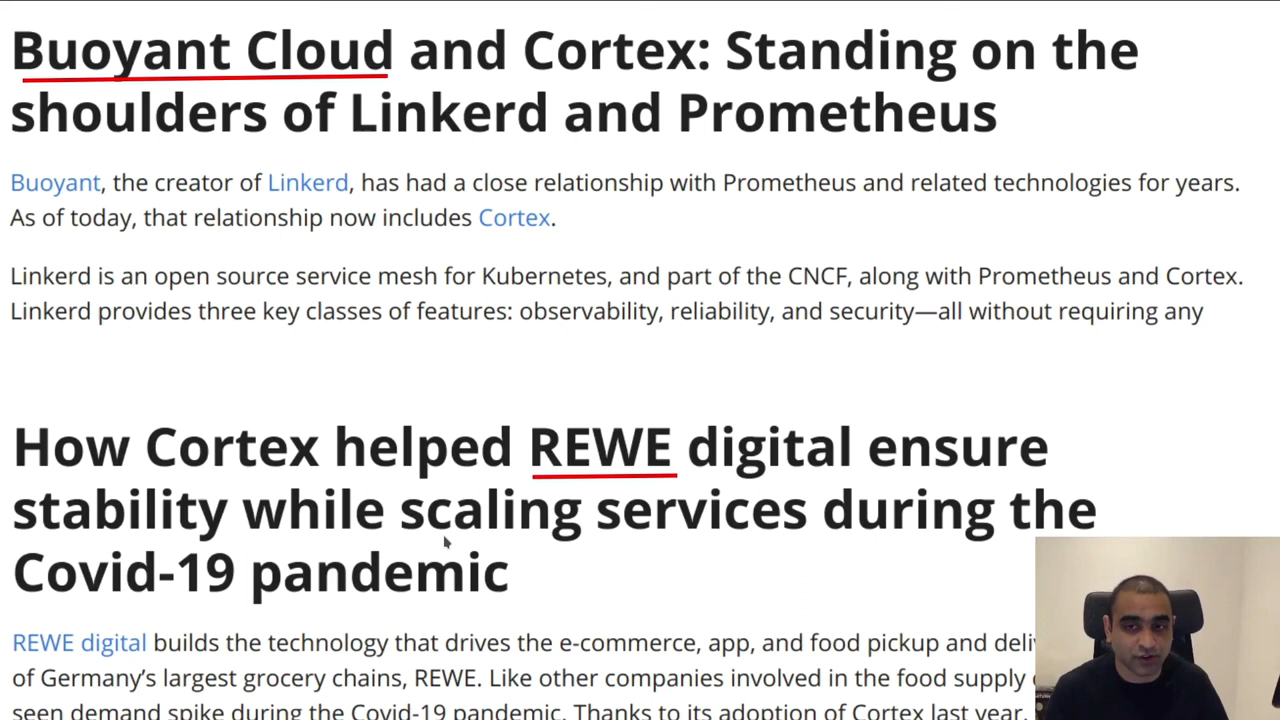 Buoyant Cloud and Cortex: Standing on the
shoulders of Linkerd and Prometheus
Buoyant, the creator of Linkerd, has had a close relationship with Prometheus and related technologies for years.
As of today, that relationship now includes Cortex.
Linkerd is an open source service mesh for Kubernetes, and part of the CNCF, along with Prometheus and Cortex.
Linkerd provides three key classes of features: observability, reliability, and security—all without requiring any
How Cortex helped REWE digital ensure
stability while scaling services during the
Covid-19 pandemic
REWE digital builds the technology that drives the e-commerce, app, and food pickup and deli
of Germany’s largest grocery chains, REWE. Like other companies involved in the food supply
seen demand spike during the Covid-19 pandemic. Thanks to its adoption of Cortex last year,